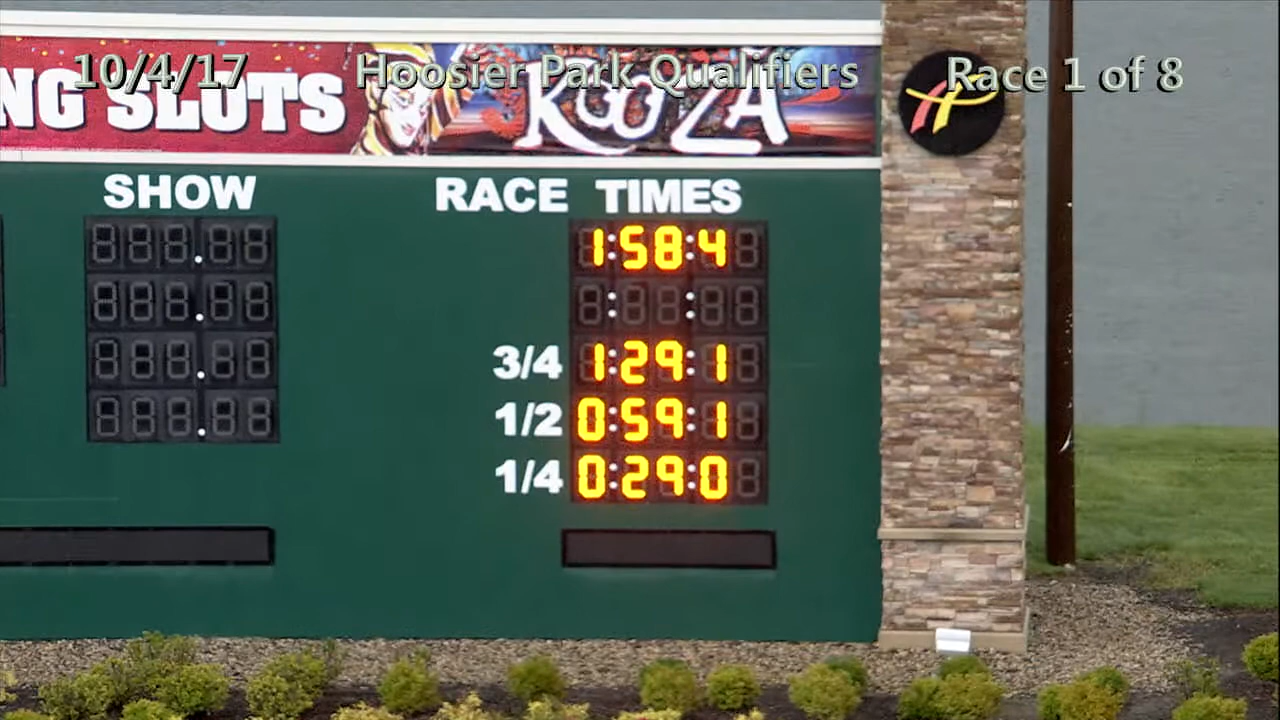 10/4/17 Hoosier Park Qualifiers Race 1 of 8
NG SLOTS KOOZA
SHOW RACE TIMES
1:58:4
3/4 1:29:1
1/2 0:59:1
1/4 0:29:0